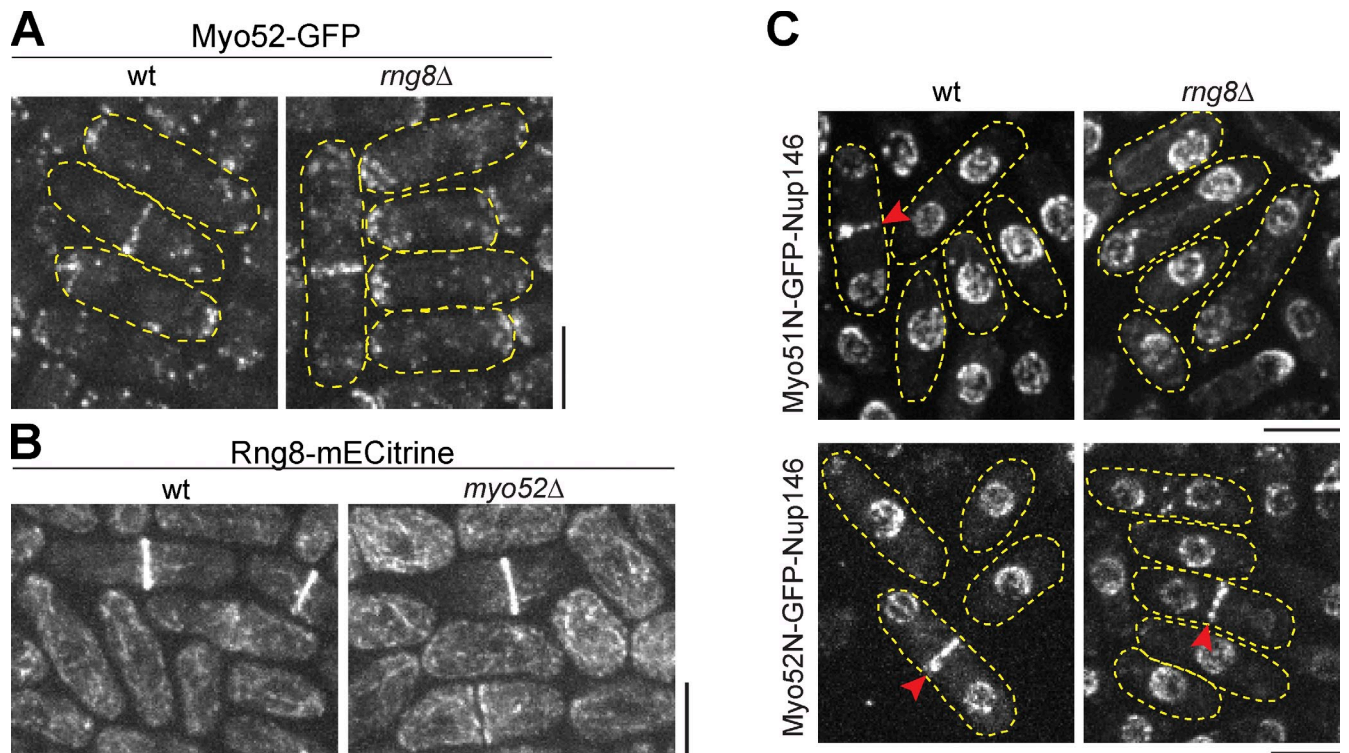 A
Myo52-GFP
wt
rng8Δ
B
Rng8-mECitrine
wt
myo52Δ
C
wt
rng8Δ
Myo51N-GFP-Nup146
Myo52N-GFP-Nup146